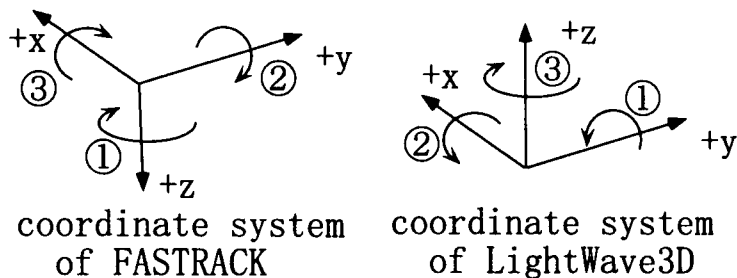 +x
③
②
+y
①
+z
coordinate system
of FASTRACK
+z
+x
③
①
②
+y
coordinate system
of LightWave3D